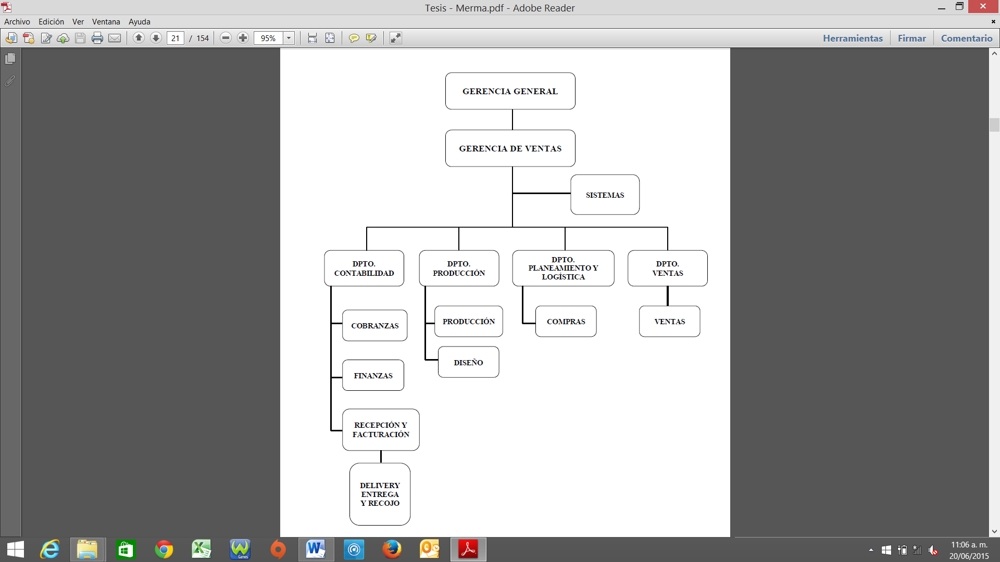 Tesis - Merma.pdf - Adobe Reader
Archivo Edición Ver Ventana Ayuda
21 / 154 95% Herramientas Firmar Comentario
GERENCIA GENERAL
GERENCIA DE VENTAS
SISTEMAS
DPTO.
CONTABILIDAD
DPTO.
PRODUCCIÓN
DPTO.
PLANEAMIENTO Y
LOGÍSTICA
DPTO.
VENTAS
COBRANZAS
PRODUCCIÓN
COMPRAS
VENTAS
FINANZAS
DISEÑO
RECEPCIÓN Y
FACTURACIÓN
DELIVERY
ENTREGA
Y RECOJO
Games
11:06 a. m.
20/06/2015